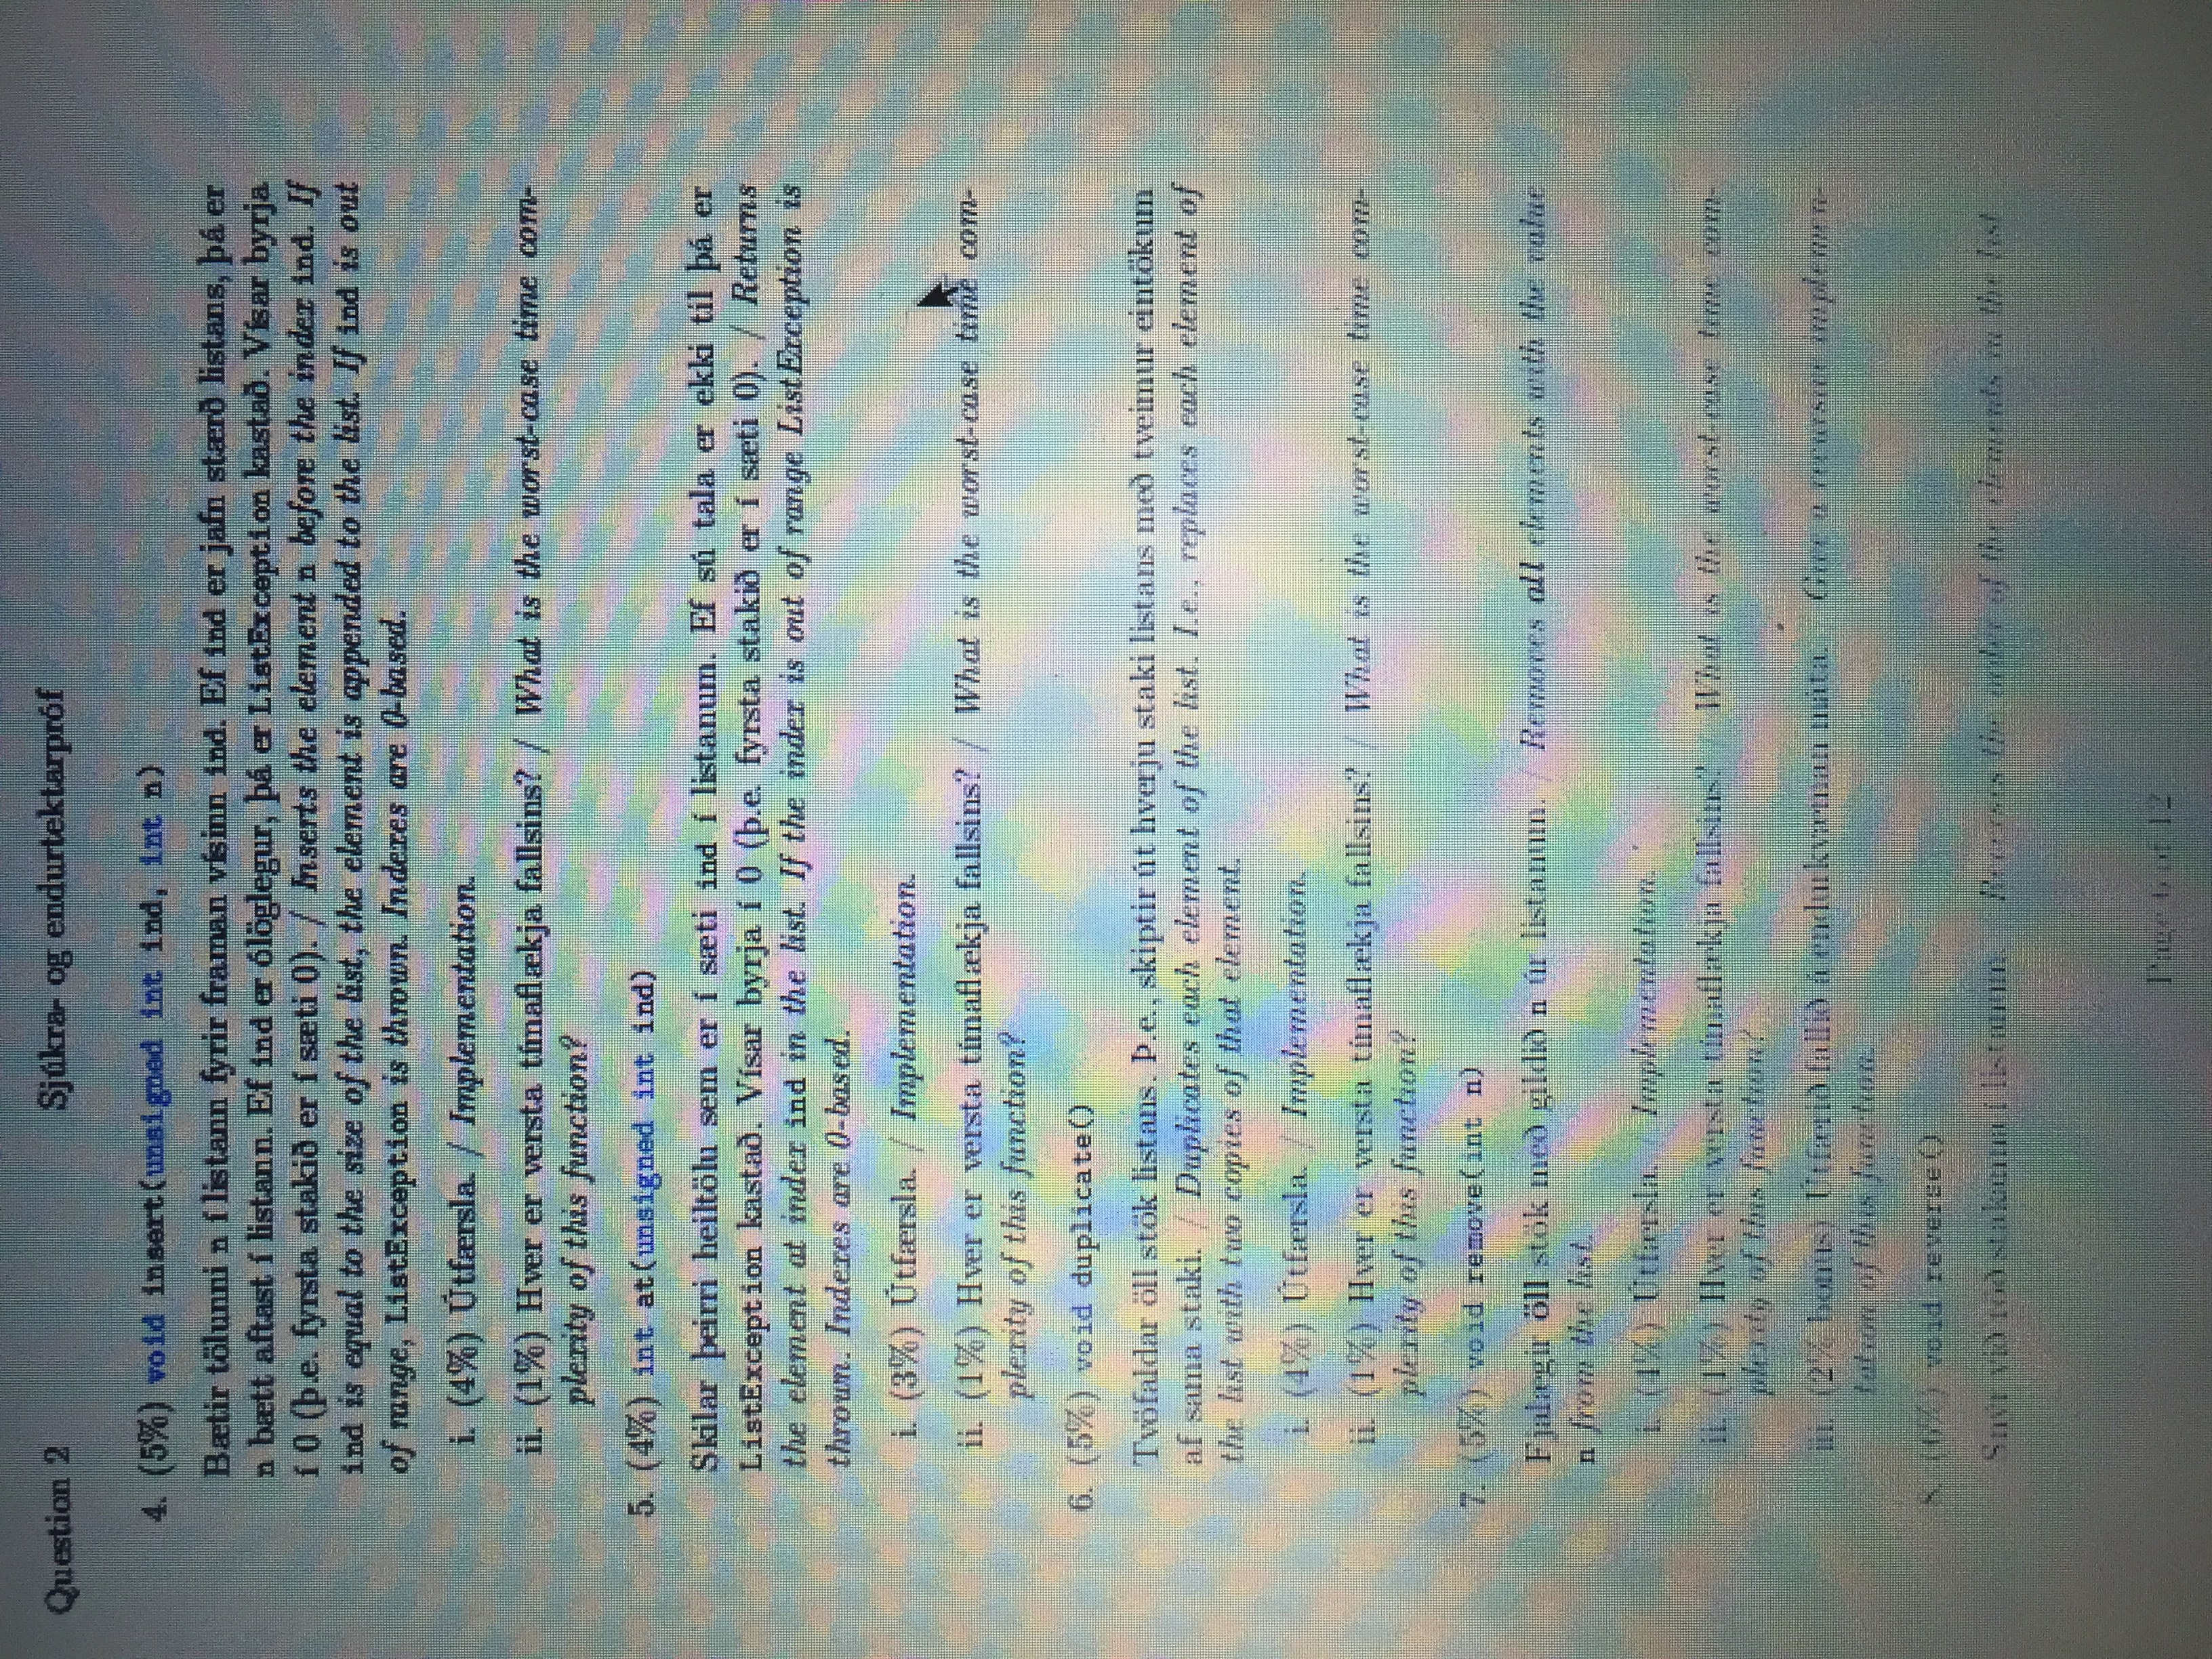 Question 2
Sjúkra- og endurtektarpróf
4. (5%) void insert(unsigned int ind, int n)
Bætir tölunni n í listann fyrir framan vísinn ind. Ef ind er jafn stærð listans, þá er
n bætt aftast í listann. Ef ind er ólöglegur, þá er ListException kastað. Vísar byrja
í 0 (þ.e. fyrsta stakið er í sæti 0). / Inserts the element n before the index ind. If
ind is equal to the size of the list, the element is appended to the list. If ind is out
of range, ListException is thrown. Indexes are 0-based.
i. (4%) Útfærsla. / Implementation.
ii. (1%) Hver er versta tímaflækja fallsins? / What is the worst-case time com-
plexity of this function?
5. (4%) int at(unsigned int ind)
Skilar þeirri heiltölu sem er í sæti ind í listanum. Ef sú tala er ekki til þá er
ListException kastað. Vísar byrja í 0 (þ.e. fyrsta stakið er í sæti 0). / Returns
the element at index ind in the list. If the index is out of range ListException is
thrown. Indexes are 0-based.
i. (3%) Útfærsla. / Implementation.
ii. (1%) Hver er versta tímaflækja fallsins? / What is the worst-case time com-
plexity of this function?
6. (5%) void duplicate()
Tvöfaldar öll stök listans. Þ.e., skiptir út hverju staki listans með tveimur eintökum
af sama staki. / Duplicates each element of the list. I.e., replaces each element of
the list with two copies of that element.
i. (4%) Útfærsla. / Implementation.
ii. (1%) Hver er versta tímaflækja fallsins? / What is the worst-case time com-
plexity of this function?
7. (5%) void remove(int n)
Fjalægir öll stök með gildið n úr listanum. / Removes all elements with the value
n from the list.
i. (4%) Útfærsla. / Implementation.
ii. (1%) Hver er versta tímaflækja fallsins? / What is the worst-case time com-
plexity of this function?
iii. (2% bonus) Útfærið fallið á endurkvæman máta. / Give a recursive implemen-
tation of this function.
8. (6%) void reverse()
Snýr við röð stakanna í listanum. / Reverses the order of the elements in the list.
Page 6 of 12